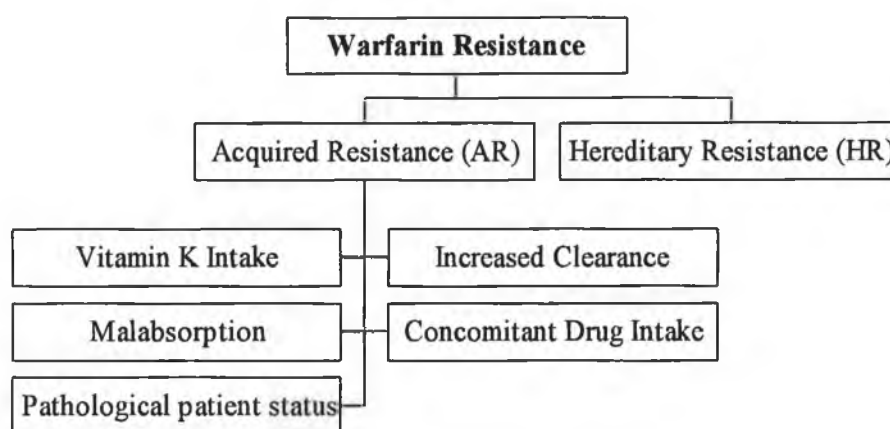 Warfarin Resistance
Acquired Resistance (AR)
Hereditary Resistance (HR)
Vitamin K Intake
Increased Clearance
Malabsorption
Concomitant Drug Intake
Pathological patient status